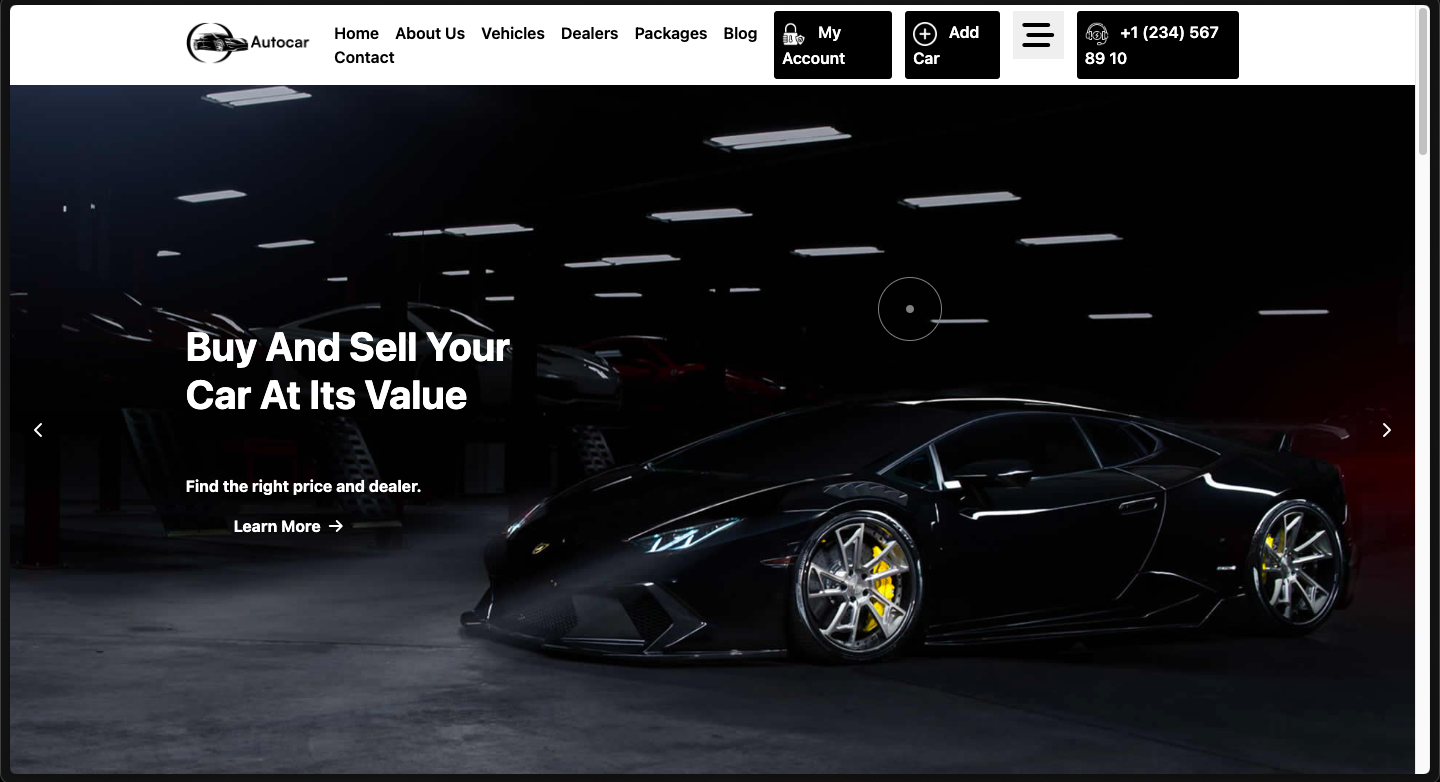 Autocar
Home About Us Vehicles Dealers Packages Blog
Contact
My
Account
Add
Car
+1 (234) 567
89 10
Buy And Sell Your
Car At Its Value
Find the right price and dealer.
Learn More →